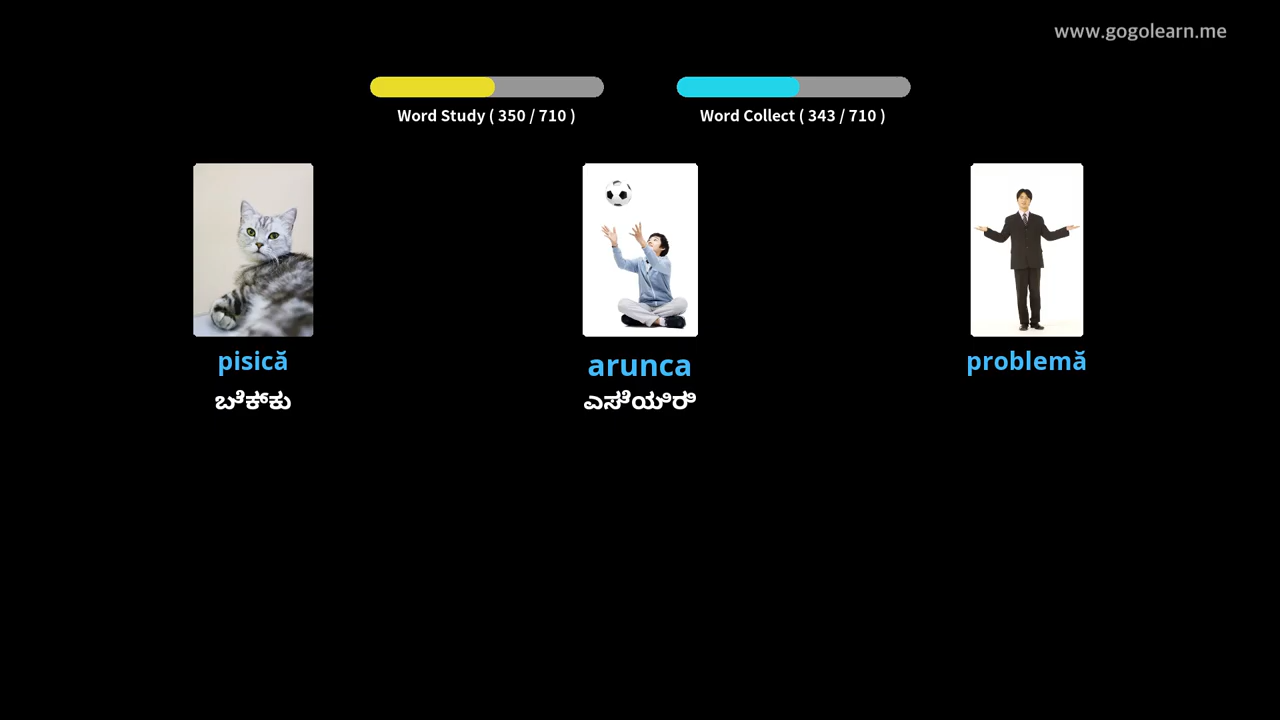 www.gogolearn.me
Word Study ( 350 / 710 )
Word Collect ( 343 / 710 )
pisică
arunca
problemă
ಬೆಕ್ಕು
ಎಸೆಯಿರಿ